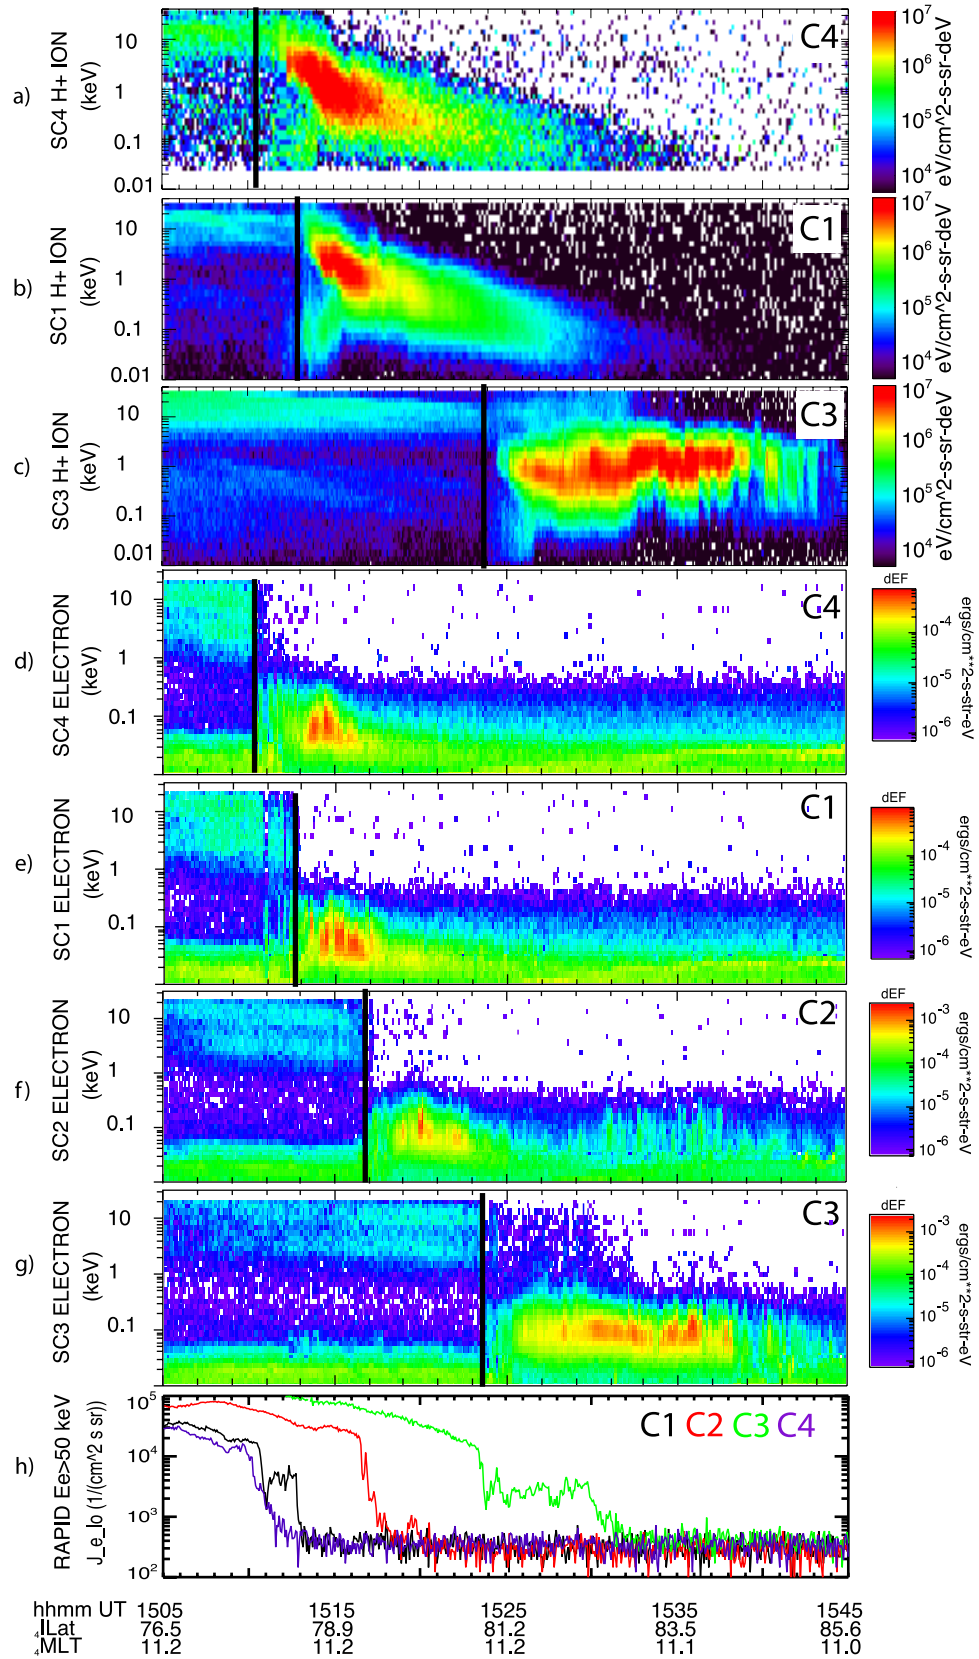 a)
SC4 H+ ION
(keV)
10
1
0.1
0.01
C4
10^7
10^6
10^5
10^4
eV/cm^2-s-sr-deV
b)
SC1 H+ ION
(keV)
10
1
0.1
0.01
C1
10^7
10^6
10^5
10^4
eV/cm^2-s-sr-deV
c)
SC3 H+ ION
(keV)
10
1
0.1
0.01
C3
10^7
10^6
10^5
10^4
eV/cm^2-s-sr-deV
d)
SC4 ELECTRON
(keV)
10
1
0.1
C4
dEF
10^-4
10^-5
10^-6
ergs/cm**2-s-str-eV
e)
SC1 ELECTRON
(keV)
10
1
0.1
C1
dEF
10^-4
10^-5
10^-6
ergs/cm**2-s-str-eV
f)
SC2 ELECTRON
(keV)
10
1
0.1
C2
dEF
10^-3
10^-4
10^-5
10^-6
ergs/cm**2-s-str-eV
g)
SC3 ELECTRON
(keV)
10
1
0.1
C3
dEF
10^-3
10^-4
10^-5
10^-6
ergs/cm**2-s-str-eV
h)
RAPID Ee>50 keV
J_e_lo (1/(cm^2 s sr))
10^5
10^4
10^3
10^2
C1 C2 C3 C4
hhmm UT 1505 1515 1525 1535 1545
4ILat 76.5 78.9 81.2 83.5 85.6
4MLT 11.2 11.2 11.2 11.1 11.0